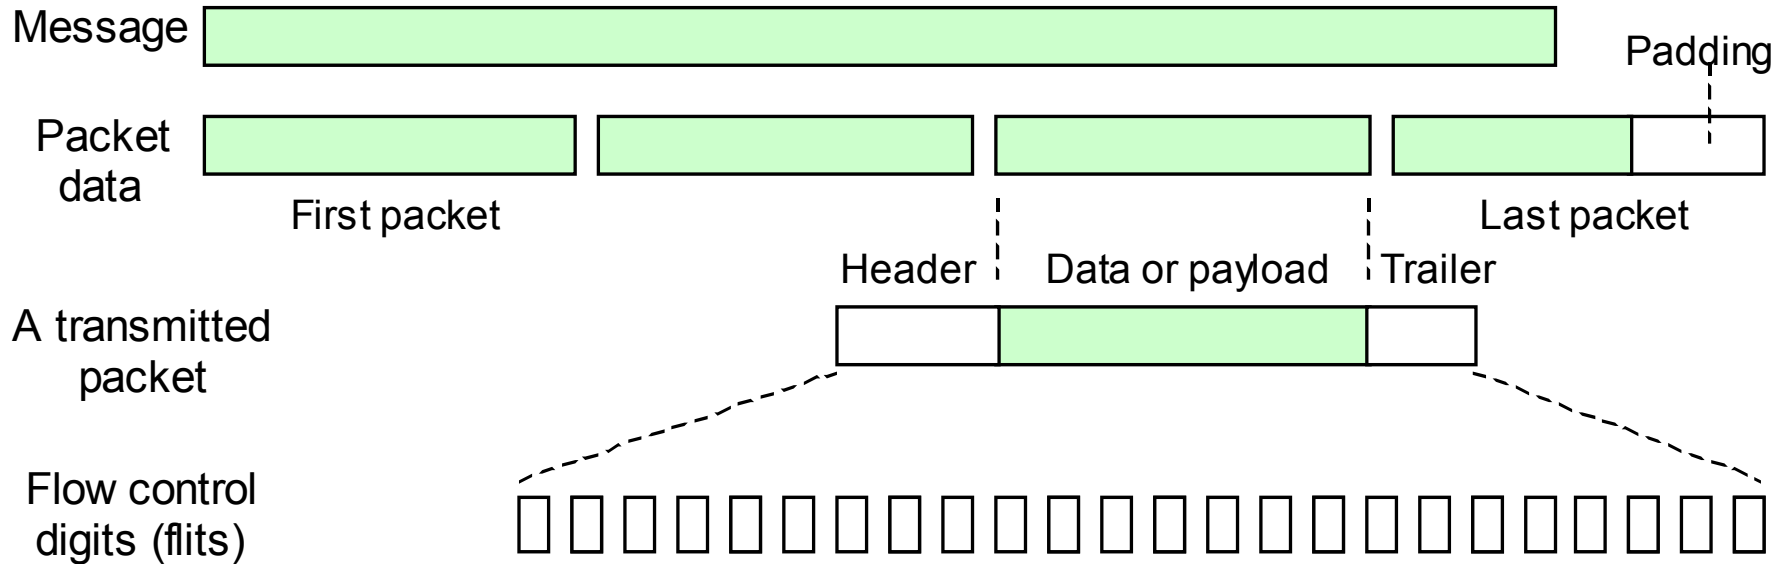 Message
Padding
Packet
data
First packet
Last packet
Header
Data or payload
Trailer
A transmitted
packet
Flow control
digits (flits)